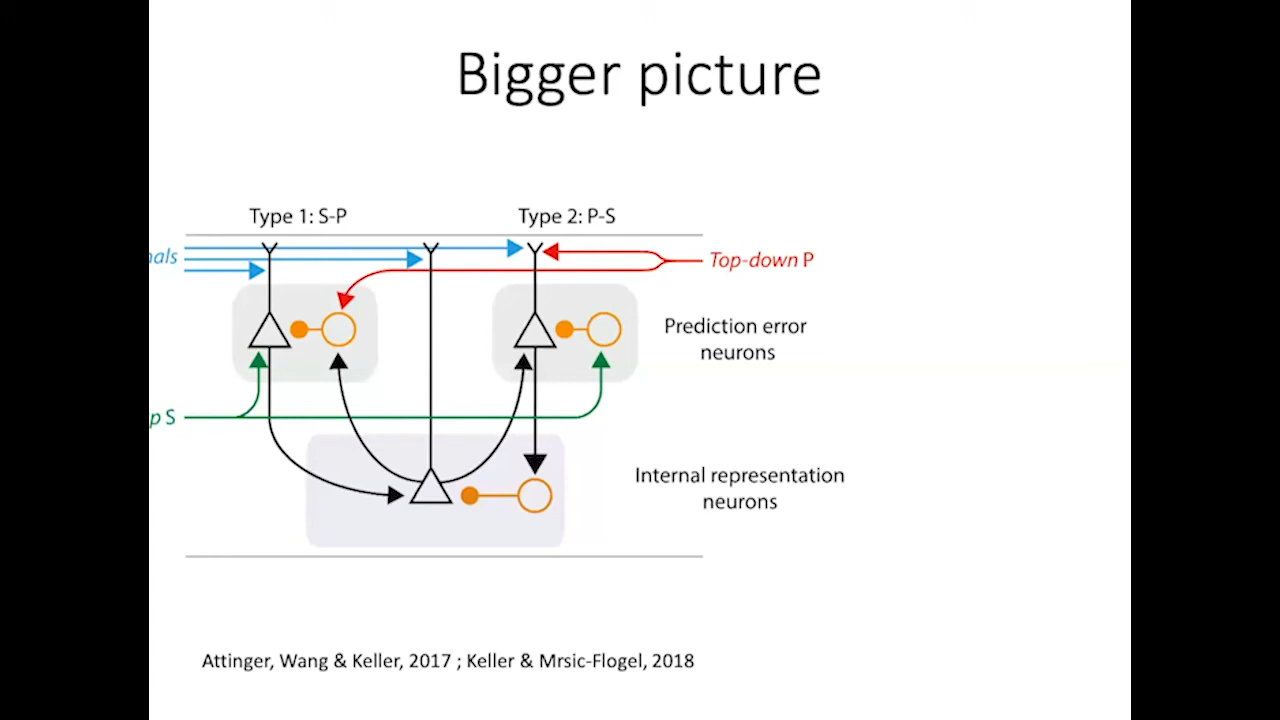 Bigger picture
Type 1: S-P
Type 2: P-S
nals
Top-down P
Prediction error
neurons
p S
Internal representation
neurons
Attinger, Wang & Keller, 2017 ; Keller & Mrsic-Flogel, 2018